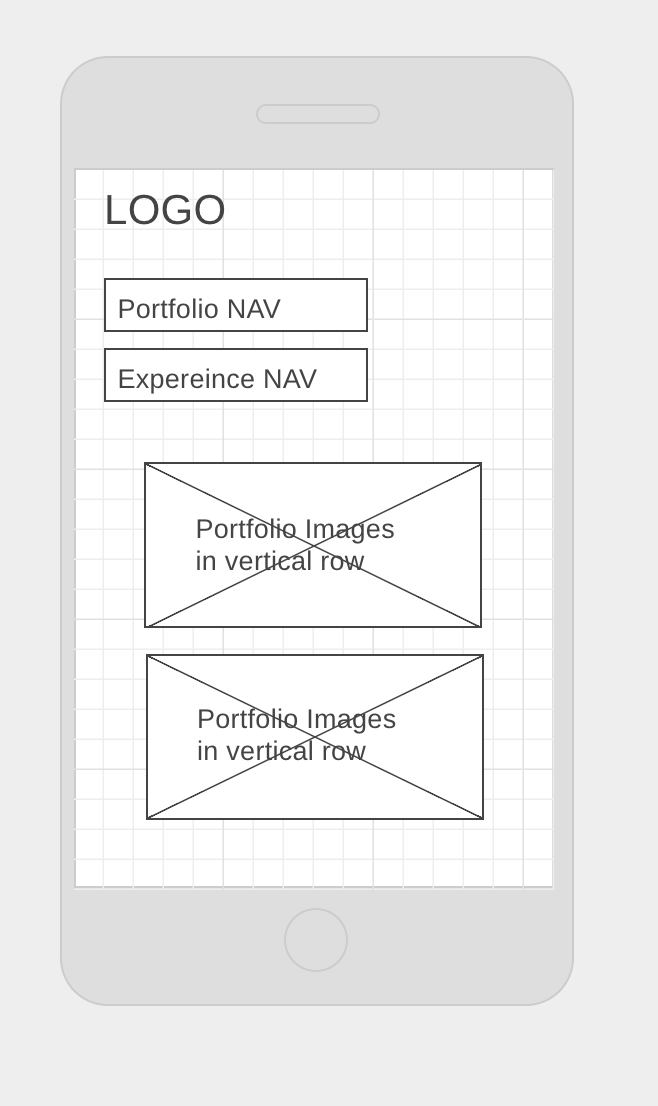 LOGO
Portfolio NAV
Expereince NAV
Portfolio Images
in vertical row
Portfolio Images
in vertical row